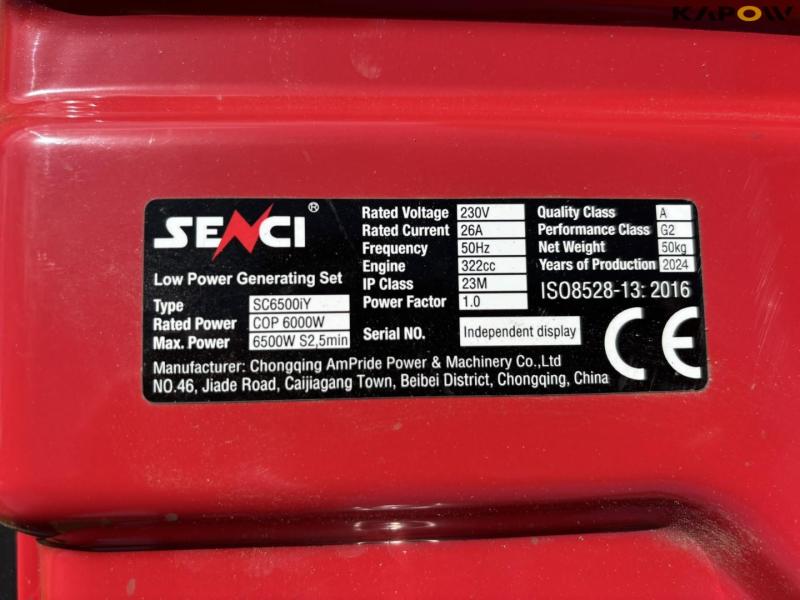 KAPOW
SENCI ®
Low Power Generating Set
Type SC6500iY
Rated Power COP 6000W
Max. Power 6500W S2,5min
Rated Voltage 230V
Rated Current 26A
Frequency 50Hz
Engine 322cc
IP Class 23M
Power Factor 1.0
Serial NO. Independent display
Quality Class A
Performance Class G2
Net Weight 50kg
Years of Production 2024
ISO8528-13: 2016
CE
Manufacturer: Chongqing AmPride Power & Machinery Co.,Ltd
NO.46, Jiade Road, Caijiagang Town, Beibei District, Chongqing, China